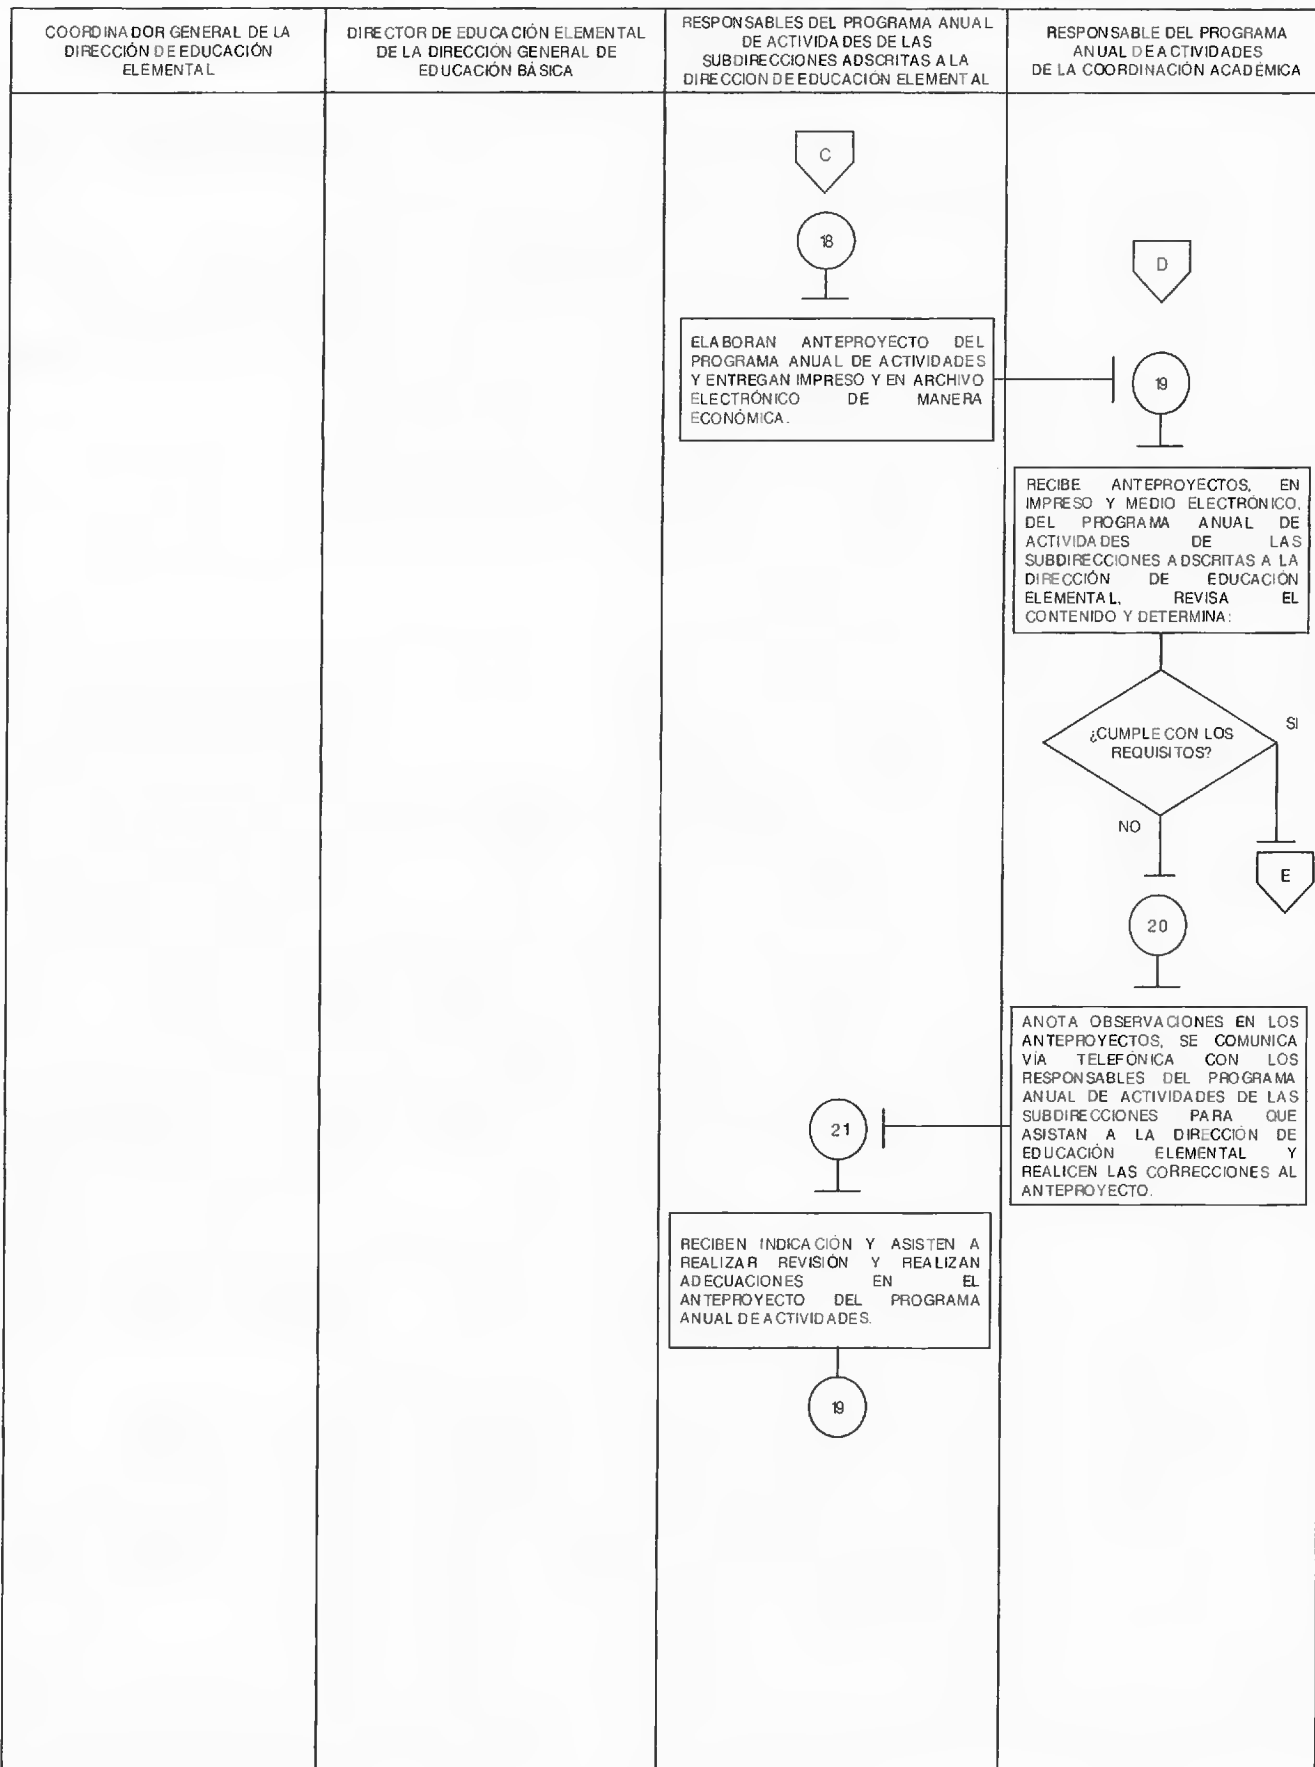 COORDINADOR GENERAL DE LA
DIRECCIÓN DE EDUCACIÓN
ELEMENTAL
DIRECTOR DE EDUCACIÓN ELEMENTAL
DE LA DIRECCIÓN GENERAL DE
EDUCACIÓN BÁSICA
RESPONSABLES DEL PROGRAMA ANUAL
DE ACTIVIDADES DE LAS
SUBDIRECCIONES ADSCRITAS A LA
DIRECCION DE EDUCACIÓN ELEMENTAL
RESPONSABLE DEL PROGRAMA
ANUAL DE ACTIVIDADES
DE LA COORDINACIÓN ACADÉMICA
C
18
D
ELABORAN ANTEPROYECTO DEL
PROGRAMA ANUAL DE ACTIVIDADES
Y ENTREGAN IMPRESO Y EN ARCHIVO
ELECTRÓNICO DE MANERA
ECONÓMICA.
19
RECIBE ANTEPROYECTOS, EN
IMPRESO Y MEDIO ELECTRÓNICO,
DEL PROGRAMA ANUAL DE
ACTIVIDADES DE LAS
SUBDIRECCIONES ADSCRITAS A LA
DIRECCIÓN DE EDUCACIÓN
ELEMENTAL, REVISA EL
CONTENIDO Y DETERMINA:
¿CUMPLE CON LOS
REQUISITOS?
SI
NO
E
20
ANOTA OBSERVACIONES EN LOS
ANTEPROYECTOS, SE COMUNICA
VÍA TELEFÓNICA CON LOS
RESPONSABLES DEL PROGRAMA
ANUAL DE ACTIVIDADES DE LAS
SUBDIRECCIONES PARA QUE
ASISTAN A LA DIRECCIÓN DE
EDUCACIÓN ELEMENTAL Y
REALICEN LAS CORRECCIONES AL
ANTEPROYECTO.
21
RECIBEN INDICACIÓN Y ASISTEN A
REALIZAR REVISIÓN Y REALIZAN
ADECUACIONES EN EL
ANTEPROYECTO DEL PROGRAMA
ANUAL DE ACTIVIDADES.
19